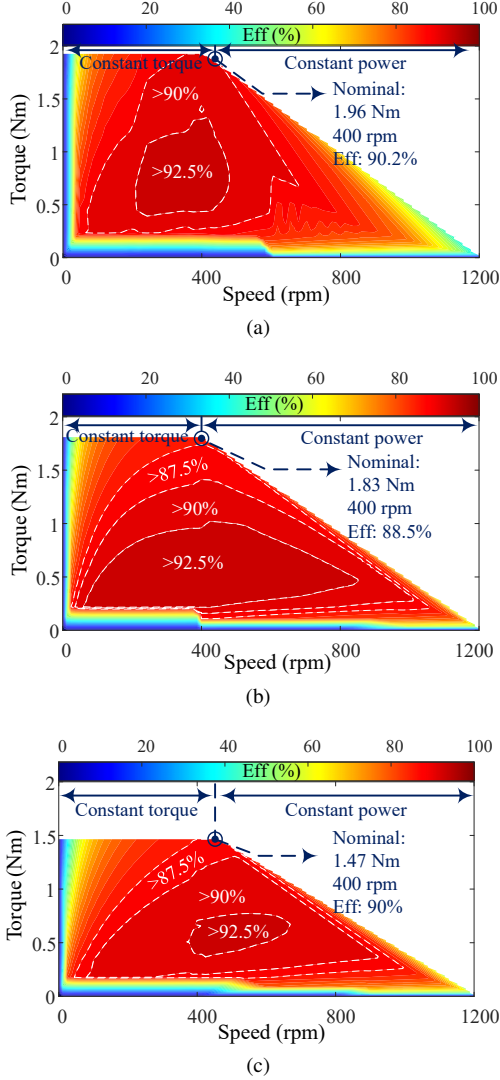 0 20 40 60 80 100
Eff (%)
Constant torque Constant power
2
1.5
1
0.5
0
Torque (Nm)
>90%
>92.5%
Nominal:
1.96 Nm
400 rpm
Eff: 90.2%
0 400 800 1200
Speed (rpm)
(a)
0 20 40 60 80 100
Eff (%)
Constant torque Constant power
2
1.5
1
0.5
0
Torque (Nm)
>87.5%
>90%
>92.5%
Nominal:
1.83 Nm
400 rpm
Eff: 88.5%
0 400 800 1200
Speed (rpm)
(b)
0 20 40 60 80 100
Eff (%)
Constant torque Constant power
2
1.5
1
0.5
0
Torque (Nm)
>87.5%
>90%
>92.5%
Nominal:
1.47 Nm
400 rpm
Eff: 90%
0 400 800 1200
Speed (rpm)
(c)